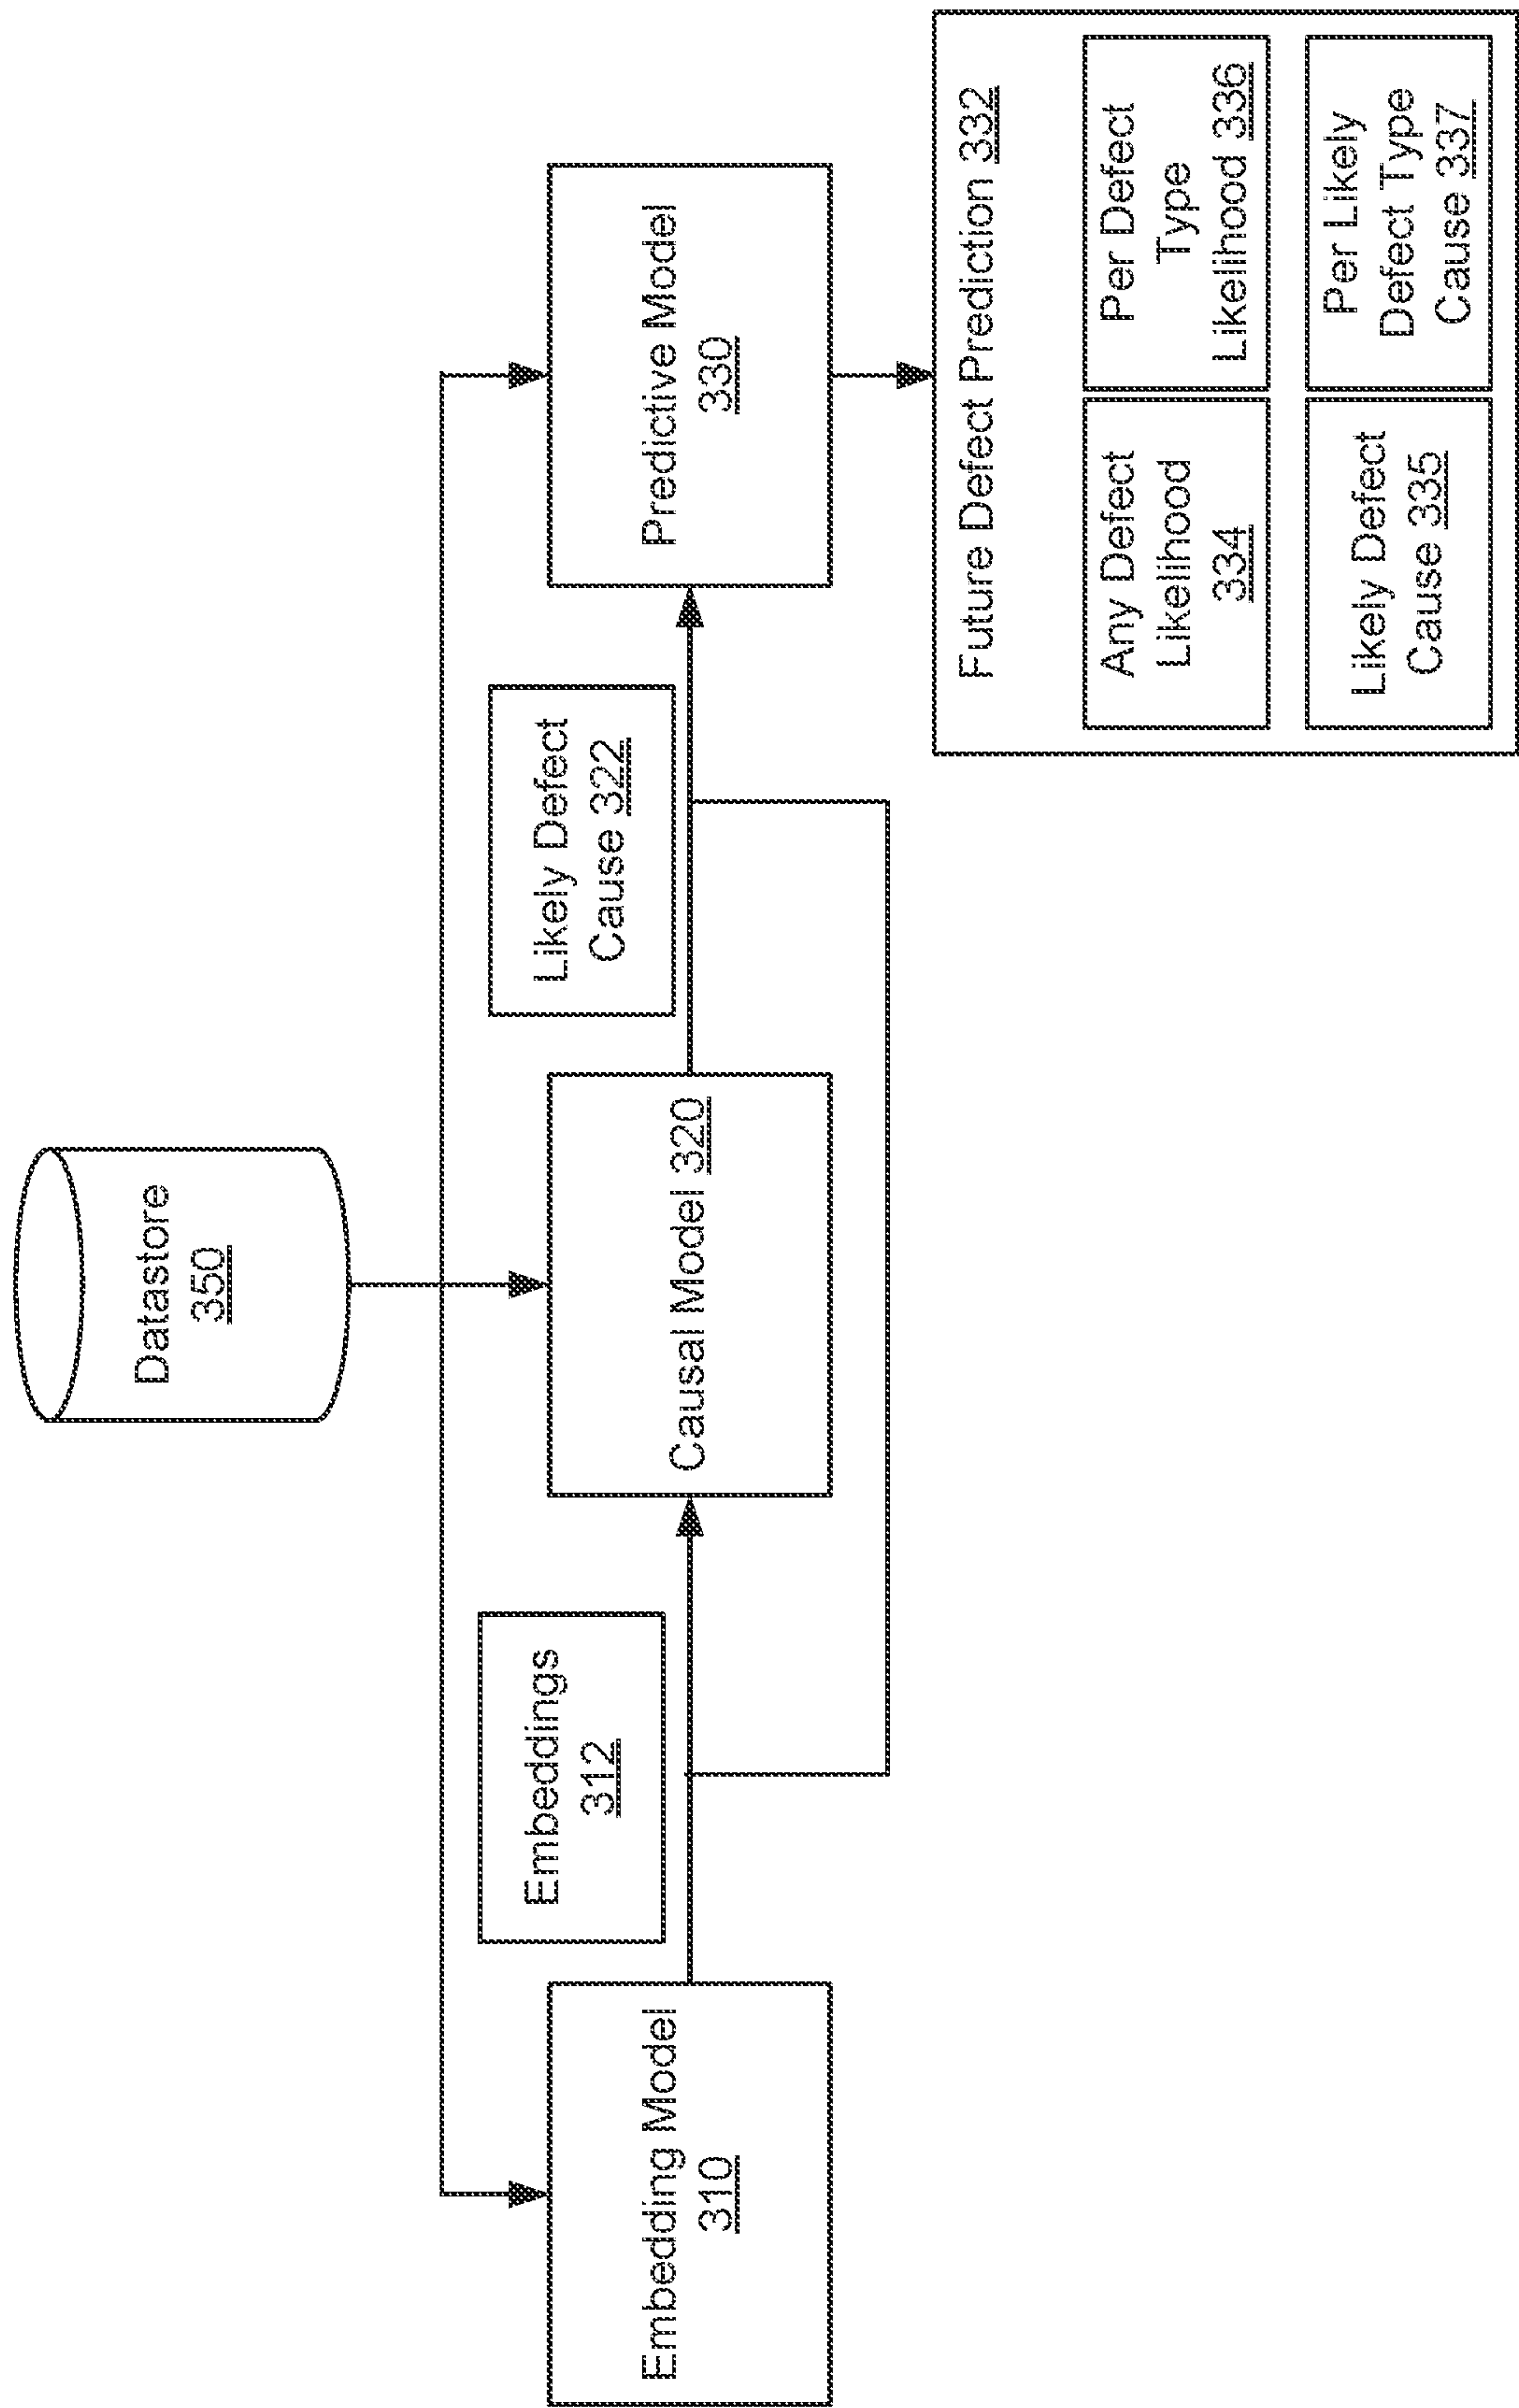 Datastore
350
Embedding Model
310
Embeddings
312
Causal Model 320
Likely Defect
Cause 322
Predictive Model
330
Future Defect Prediction 332
Any Defect
Likelihood
334
Per Defect
Type
Likelihood 336
Likely Defect
Cause 335
Per Likely
Defect Type
Cause 337